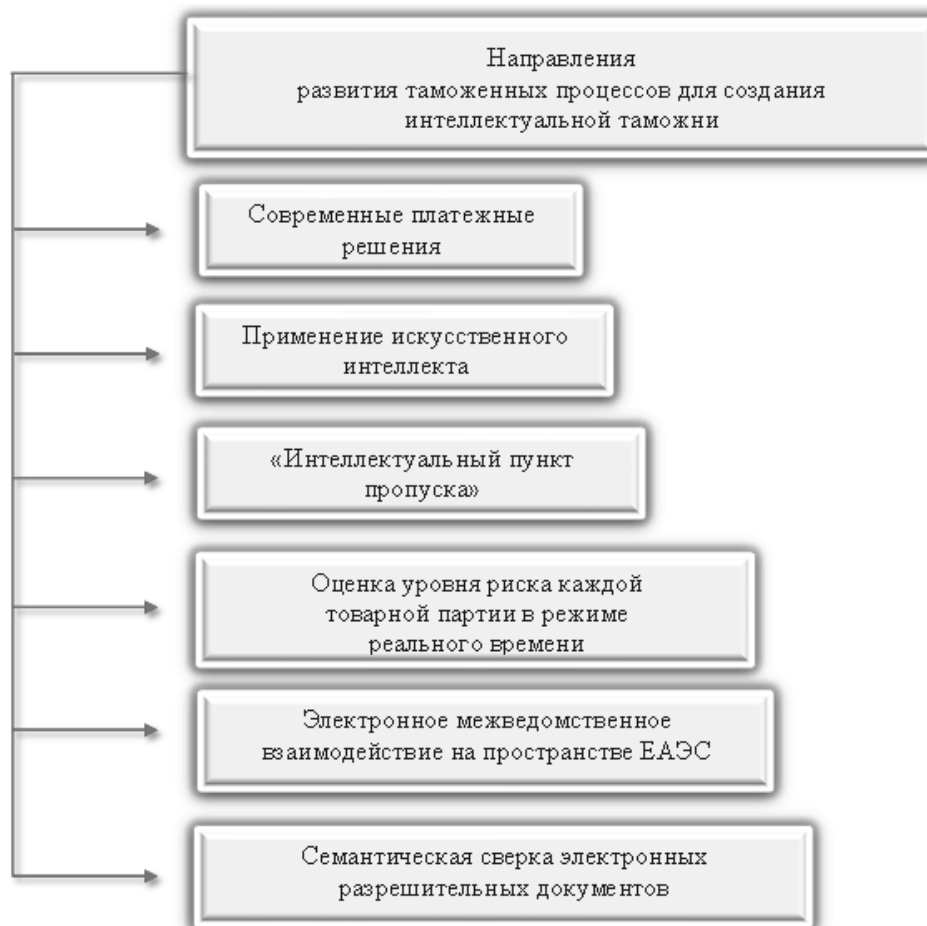 Направления
развития таможенных процессов для создания
интеллектуальной таможни
Современные платежные
решения
Применение искусственного
интеллекта
«Интеллектуальный пункт
пропуска»
Оценка уровня риска каждой
товарной партии в режиме
реального времени
Электронное межведомственное
взаимодействие на пространстве ЕАЭС
Семантическая сверка электронных
разрешительных документов